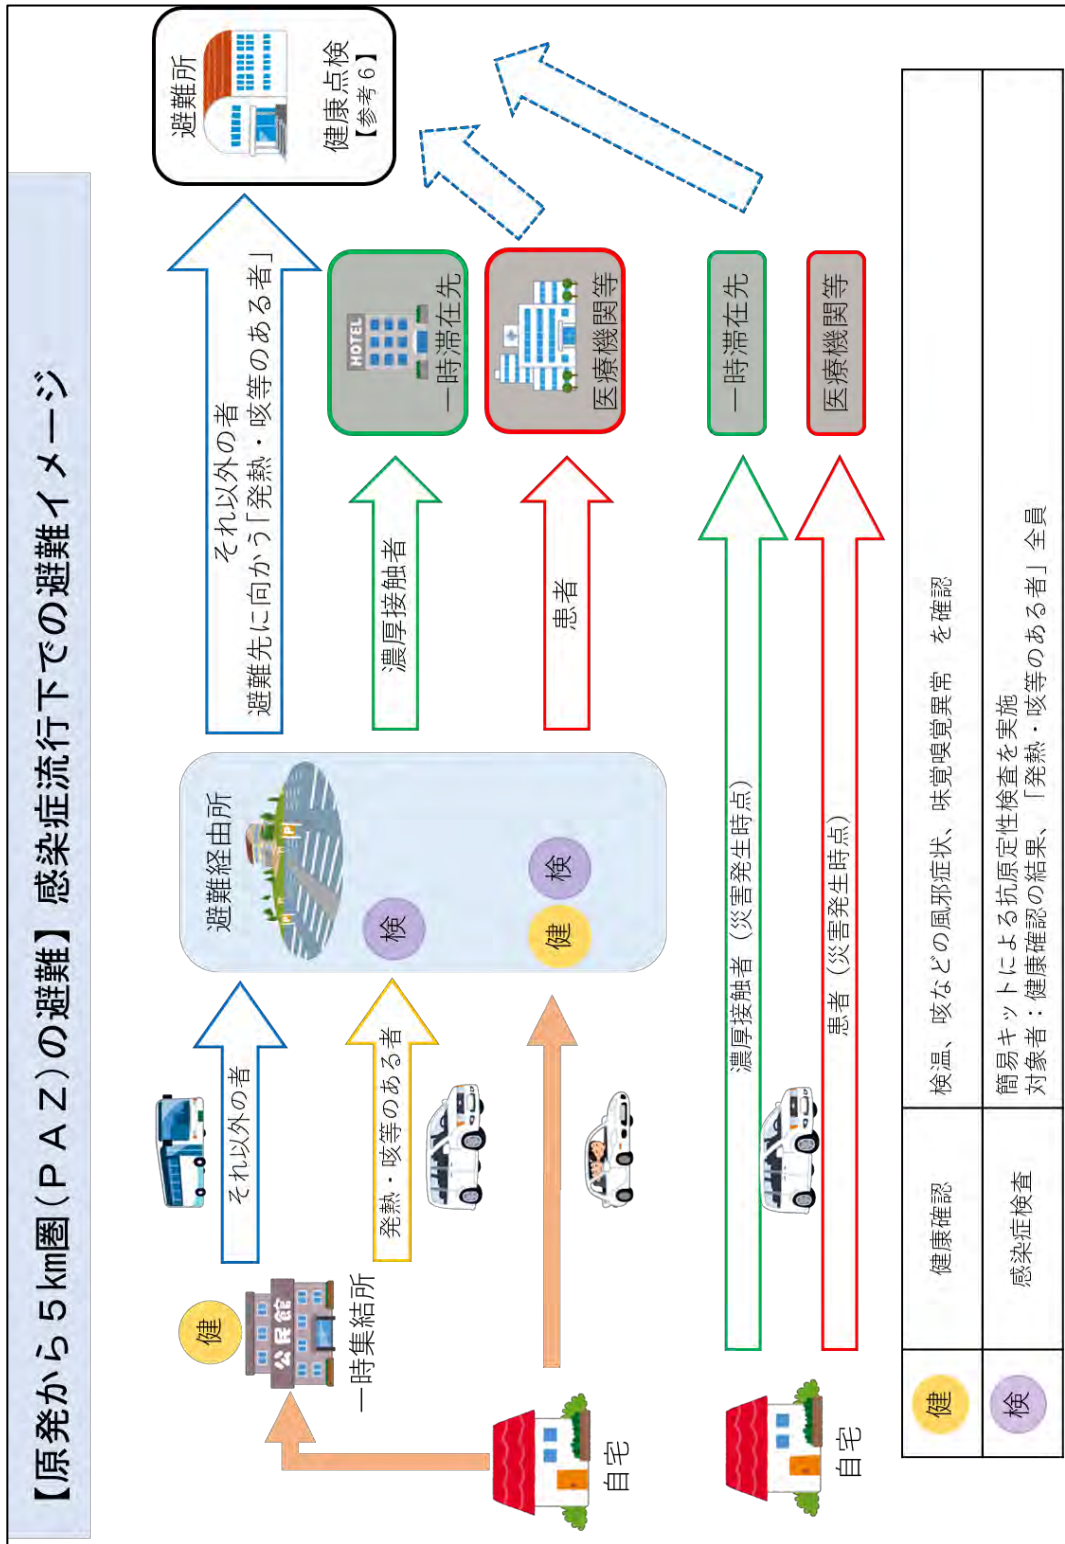 【原発から５㎞圏(ＰＡＺ)の避難】 感染症流行下での避難イメージ
避難所
健康点検
【参考６】
それ以外の者
避難先に向かう「発熱・咳等のある者」
避難経由所
健
それ以外の者
公民館
一時集結所
検
濃厚接触者
HOTEL
一時滞在先
発熱・咳等のある者
健
検
患者
医療機関等
自宅
濃厚接触者（災害発生時点）
一時滞在先
患者（災害発生時点）
医療機関等
自宅
健
健康確認
検温、咳などの風邪症状、味覚嗅覚異常　を確認
検
感染症検査
簡易キットによる抗原定性検査を実施
対象者：健康確認の結果、「発熱・咳等のある者」全員